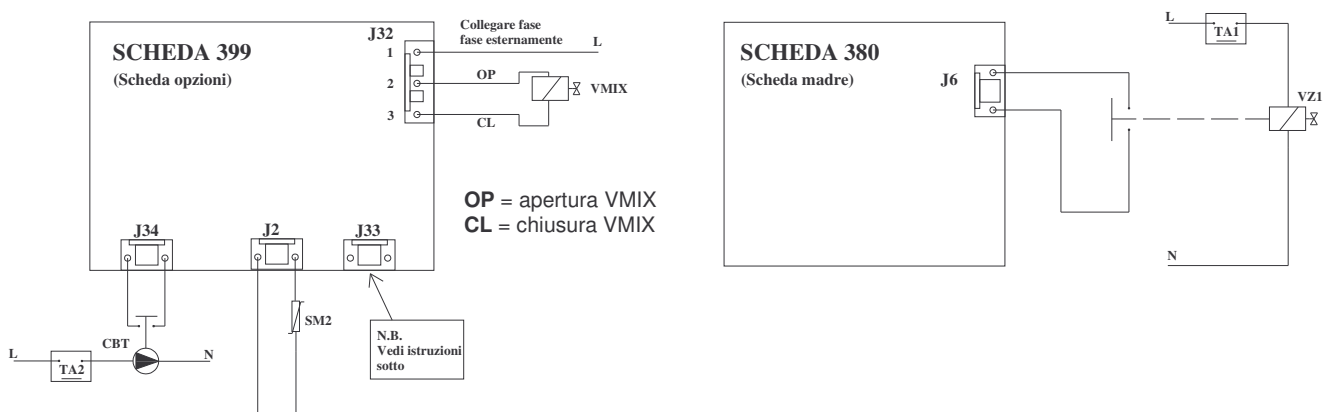 SCHEDA 399
(Scheda opzioni)
J32
1
2
3
Collegare fase
fase esternamente
L
OP
VMIX
CL
OP = apertura VMIX
CL = chiusura VMIX
J34
J2
J33
SM2
N.B.
Vedi istruzioni
sotto
CBT
L
N
TA2
SCHEDA 380
(Scheda madre)
J6
L
TA1
VZ1
N